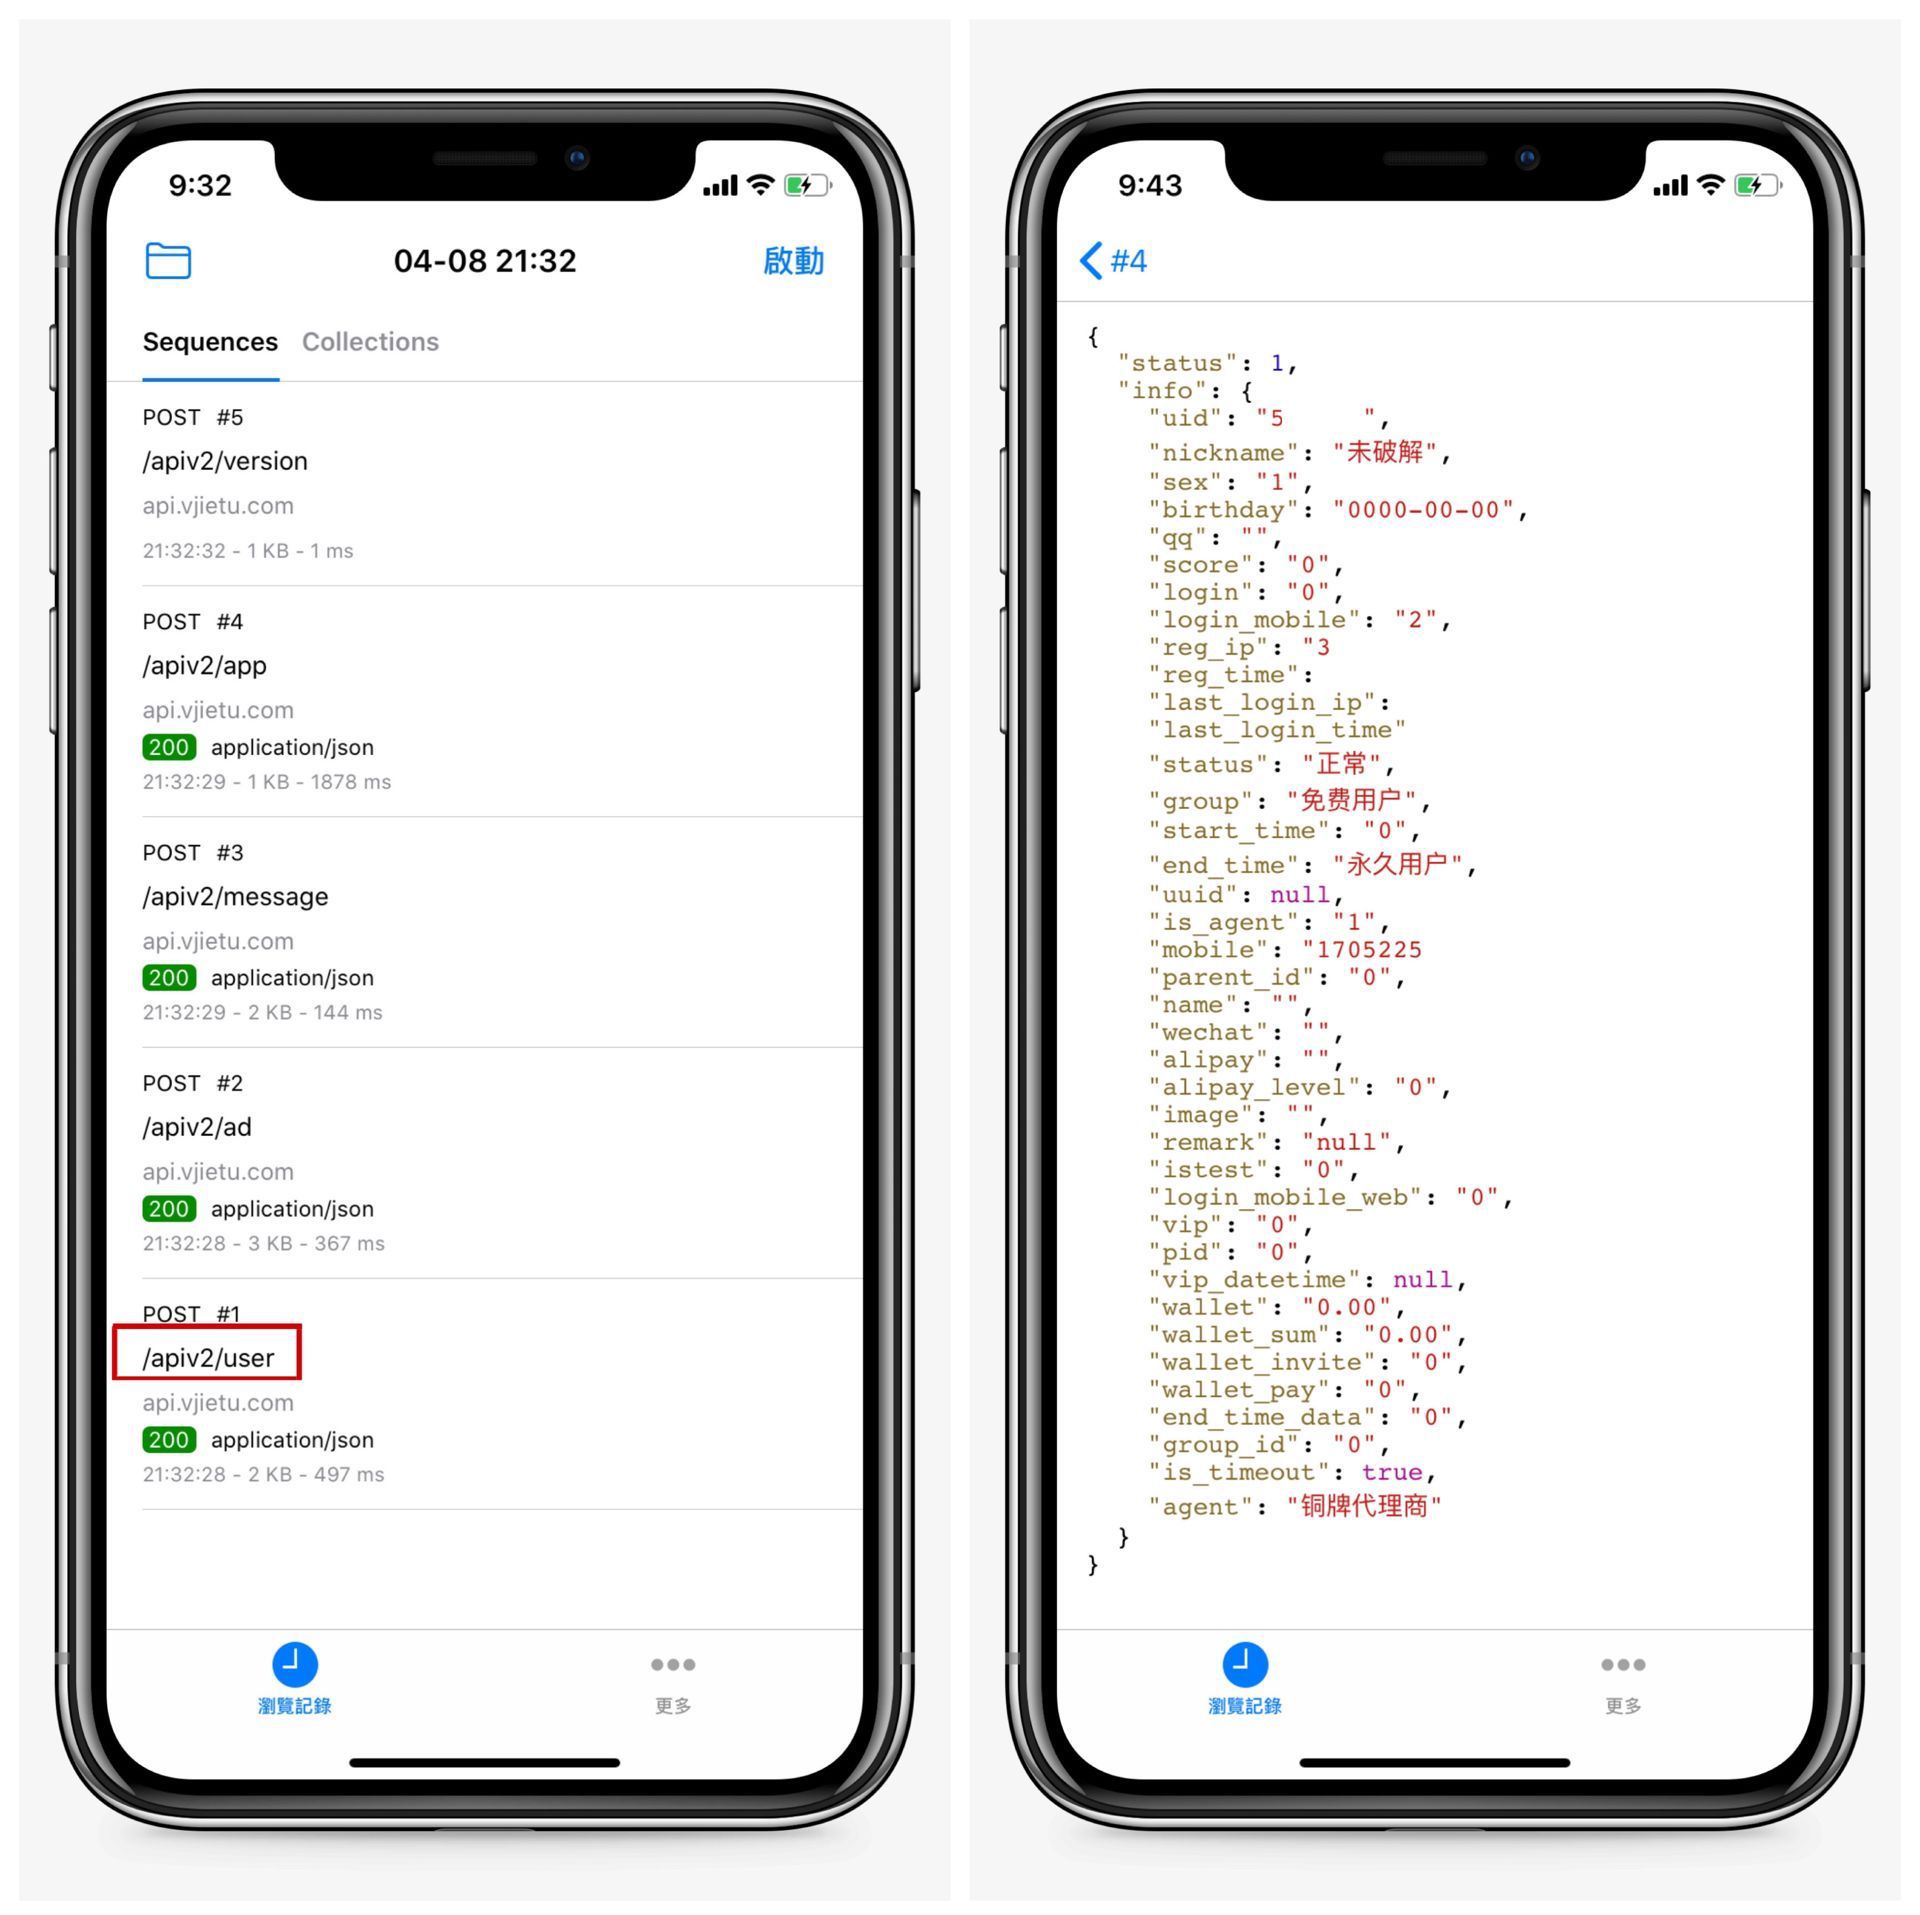 9:32
04-08 21:32
啟動
Sequences Collections
POST #5
/apiv2/version
api.vjietu.com
21:32:32 - 1 KB - 1 ms
POST #4
/apiv2/app
api.vjietu.com
200 application/json
21:32:29 - 1 KB - 1878 ms
POST #3
/apiv2/message
api.vjietu.com
200 application/json
21:32:29 - 2 KB - 144 ms
POST #2
/apiv2/ad
api.vjietu.com
200 application/json
21:32:28 - 3 KB - 367 ms
POST #1
/apiv2/user
api.vjietu.com
200 application/json
21:32:28 - 2 KB - 497 ms
瀏覽記錄
更多
9:43
#4
{
"status": 1,
"info": {
"uid": "5 ",
"nickname": "未破解",
"sex": "1",
"birthday": "0000-00-00",
"qq": "",
"score": "0",
"login": "0",
"login_mobile": "2",
"reg_ip": "3
"reg_time":
"last_login_ip":
"last_login_time"
"status": "正常",
"group": "免费用户",
"start_time": "0",
"end_time": "永久用户",
"uuid": null,
"is_agent": "1",
"mobile": "1705225
"parent_id": "0",
"name": "",
"wechat": "",
"alipay": "",
"alipay_level": "0",
"image": "",
"remark": "null",
"istest": "0",
"login_mobile_web": "0",
"vip": "0",
"pid": "0",
"vip_datetime": null,
"wallet": "0.00",
"wallet_sum": "0.00",
"wallet_invite": "0",
"wallet_pay": "0",
"end_time_data": "0",
"group_id": "0",
"is_timeout": true,
"agent": "铜牌代理商"
}
}
瀏覽記錄
更多